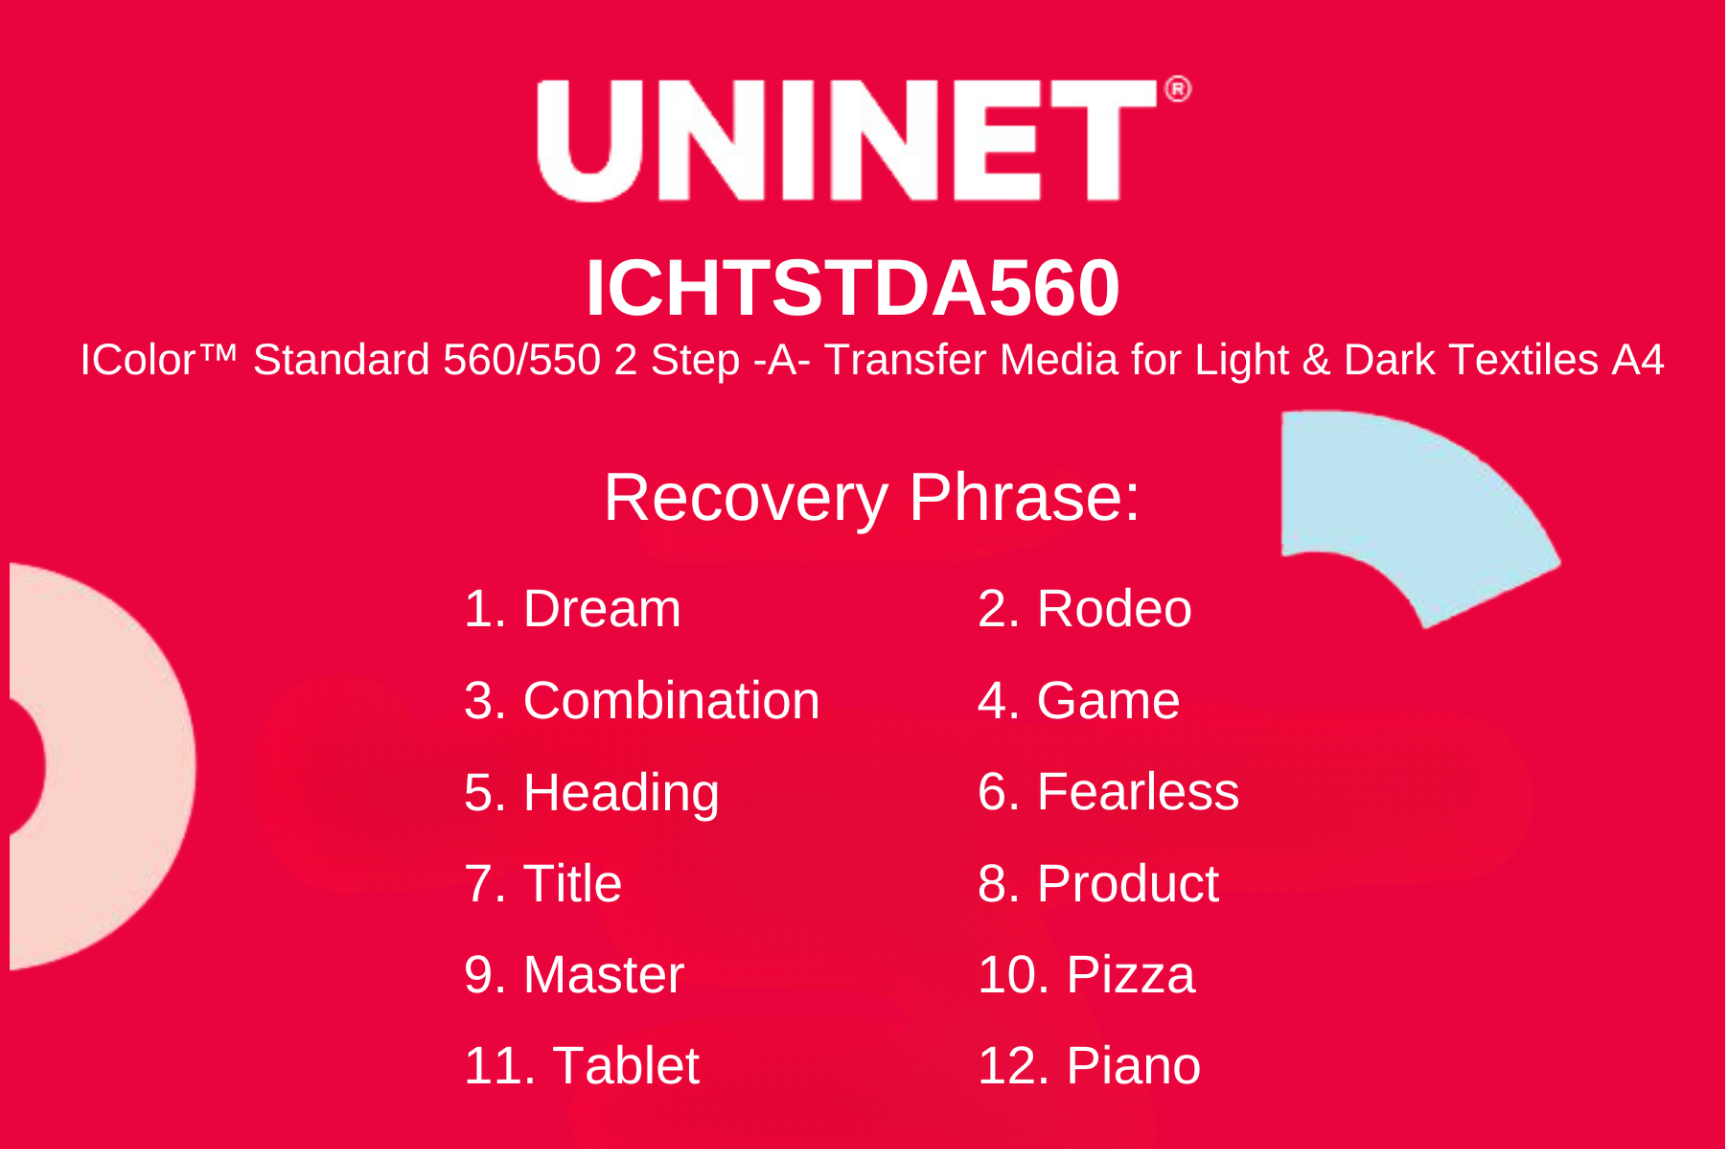 UNINET®
ICHTSTDA560
IColor™ Standard 560/550 2 Step -A- Transfer Media for Light & Dark Textiles A4
Recovery Phrase:
1. Dream 2. Rodeo
3. Combination 4. Game
5. Heading 6. Fearless
7. Title 8. Product
9. Master 10. Pizza
11. Tablet 12. Piano